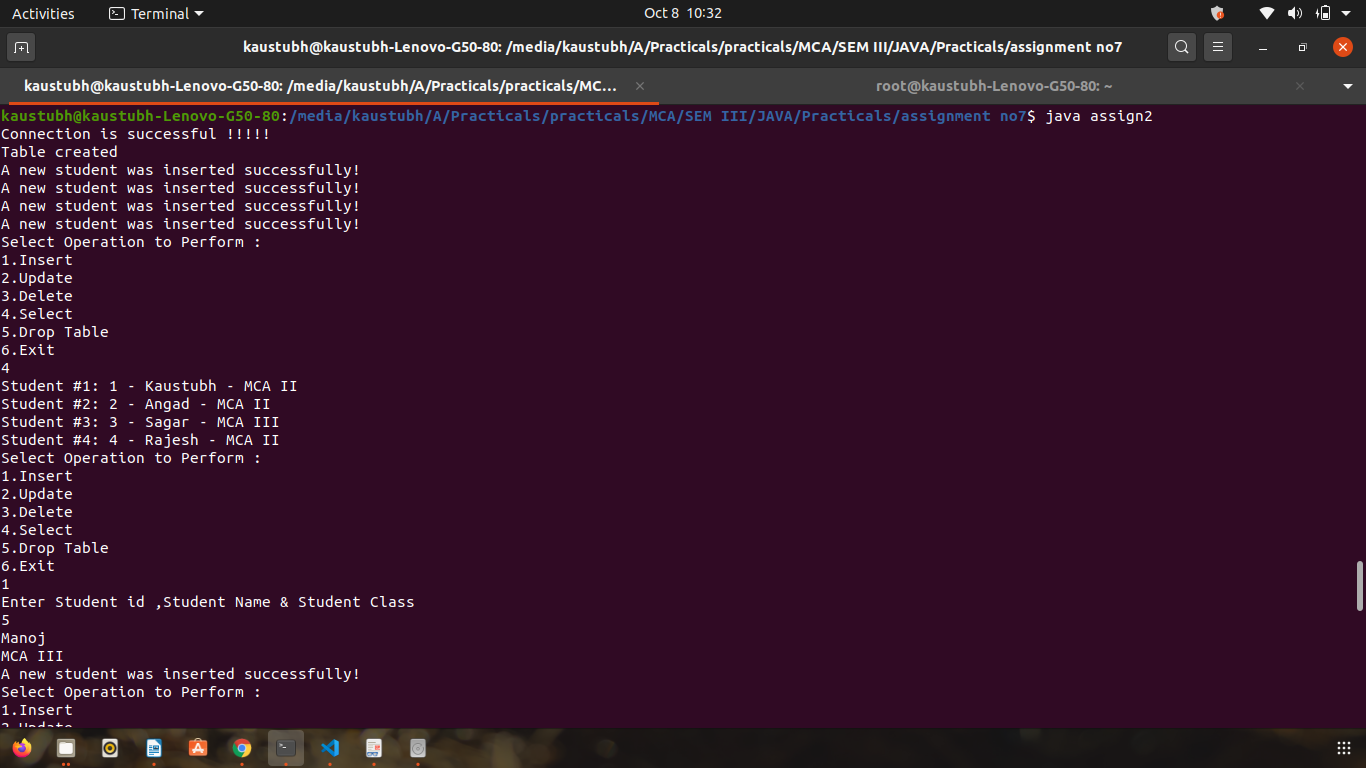 Activities Terminal Oct 8 10:32
kaustubh@kaustubh-Lenovo-G50-80: /media/kaustubh/A/Practicals/practicals/MCA/SEM III/JAVA/Practicals/assignment no7
kaustubh@kaustubh-Lenovo-G50-80: /media/kaustubh/A/Practicals/practicals/MC... root@kaustubh-Lenovo-G50-80: ~
kaustubh@kaustubh-Lenovo-G50-80:/media/kaustubh/A/Practicals/practicals/MCA/SEM III/JAVA/Practicals/assignment no7$ java assign2
Connection is successful !!!!!
Table created
A new student was inserted successfully!
A new student was inserted successfully!
A new student was inserted successfully!
A new student was inserted successfully!
Select Operation to Perform :
1.Insert
2.Update
3.Delete
4.Select
5.Drop Table
6.Exit
4
Student #1: 1 - Kaustubh - MCA II
Student #2: 2 - Angad - MCA II
Student #3: 3 - Sagar - MCA III
Student #4: 4 - Rajesh - MCA II
Select Operation to Perform :
1.Insert
2.Update
3.Delete
4.Select
5.Drop Table
6.Exit
1
Enter Student id ,Student Name & Student Class
5
Manoj
MCA III
A new student was inserted successfully!
Select Operation to Perform :
1.Insert
2.Update